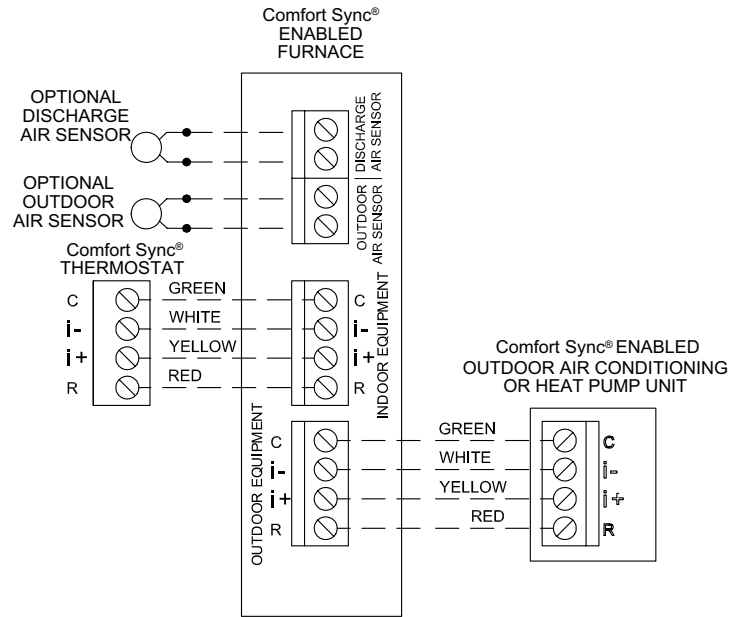 Comfort Sync®
ENABLED
FURNACE
OPTIONAL
DISCHARGE
AIR SENSOR
DISCHARGE
AIR SENSOR
OPTIONAL
OUTDOOR
AIR SENSOR
OUTDOOR
AIR SENSOR
Comfort Sync®
THERMOSTAT
C
GREEN
C
i-
WHITE
i-
i+
YELLOW
i+
R
RED
R
INDOOR EQUIPMENT
Comfort Sync® ENABLED
OUTDOOR AIR CONDITIONING
OR HEAT PUMP UNIT
OUTDOOR EQUIPMENT
C
GREEN
C
i-
WHITE
i-
i+
YELLOW
i+
R
RED
R